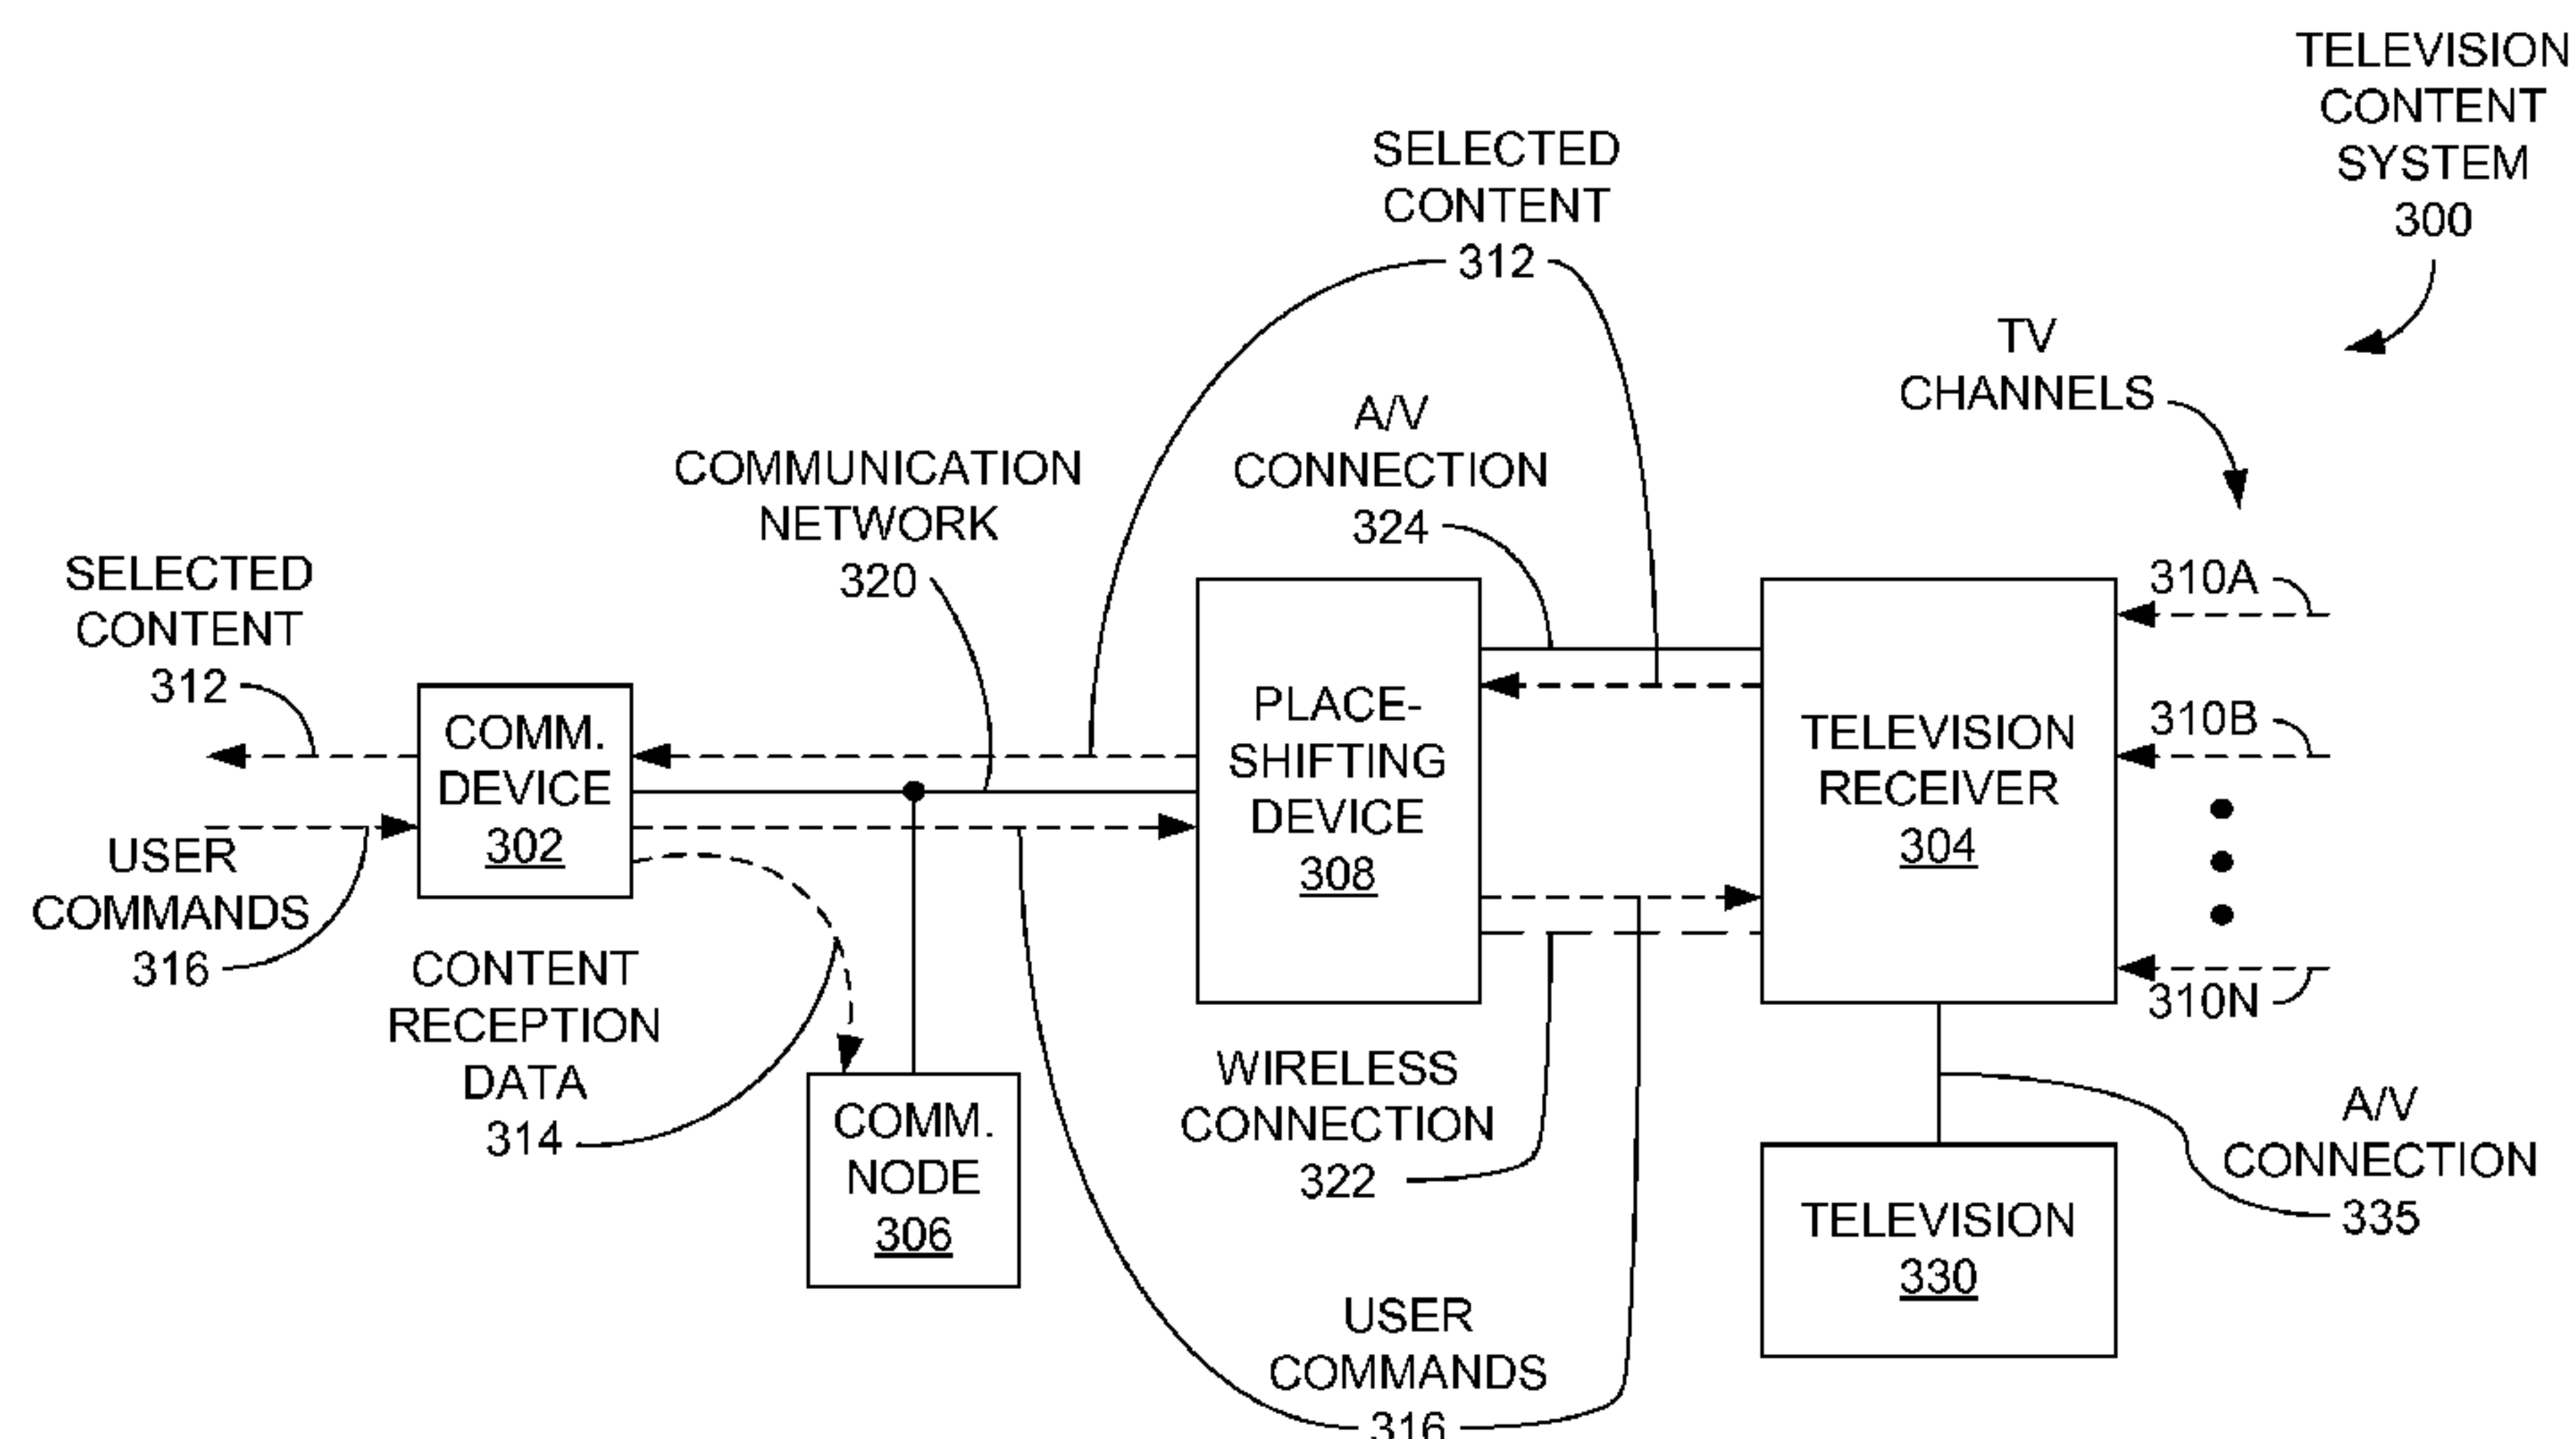 TELEVISION
CONTENT
SYSTEM
300
SELECTED
CONTENT
312
TV
CHANNELS
A/V
CONNECTION
324
COMMUNICATION
NETWORK
320
SELECTED
CONTENT
312
310A
310B
310N
COMM.
DEVICE
302
PLACE-
SHIFTING
DEVICE
308
TELEVISION
RECEIVER
304
USER
COMMANDS
316
CONTENT
RECEPTION
DATA
314
COMM.
NODE
306
WIRELESS
CONNECTION
322
A/V
CONNECTION
335
TELEVISION
330
USER
COMMANDS
316